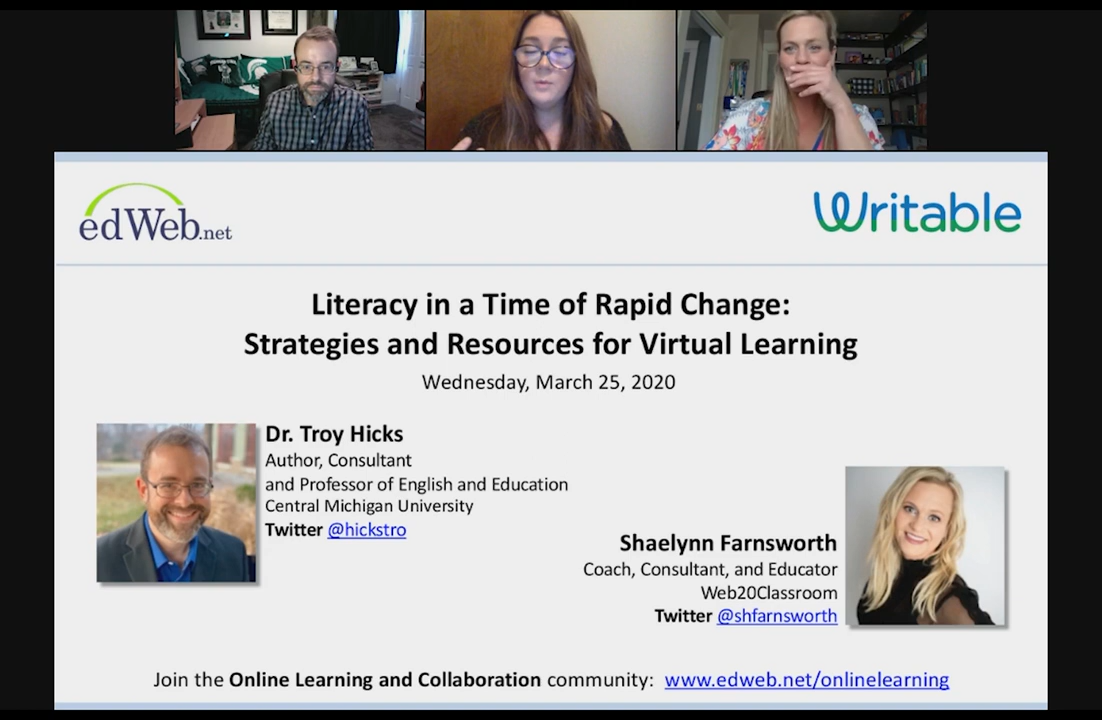 edWeb.net
Writable
Literacy in a Time of Rapid Change:
Strategies and Resources for Virtual Learning
Wednesday, March 25, 2020
Dr. Troy Hicks
Author, Consultant
and Professor of English and Education
Central Michigan University
Twitter @hickstro
Shaelynn Farnsworth
Coach, Consultant, and Educator
Web20Classroom
Twitter @shfarnsworth
Join the Online Learning and Collaboration community: www.edweb.net/onlinelearning